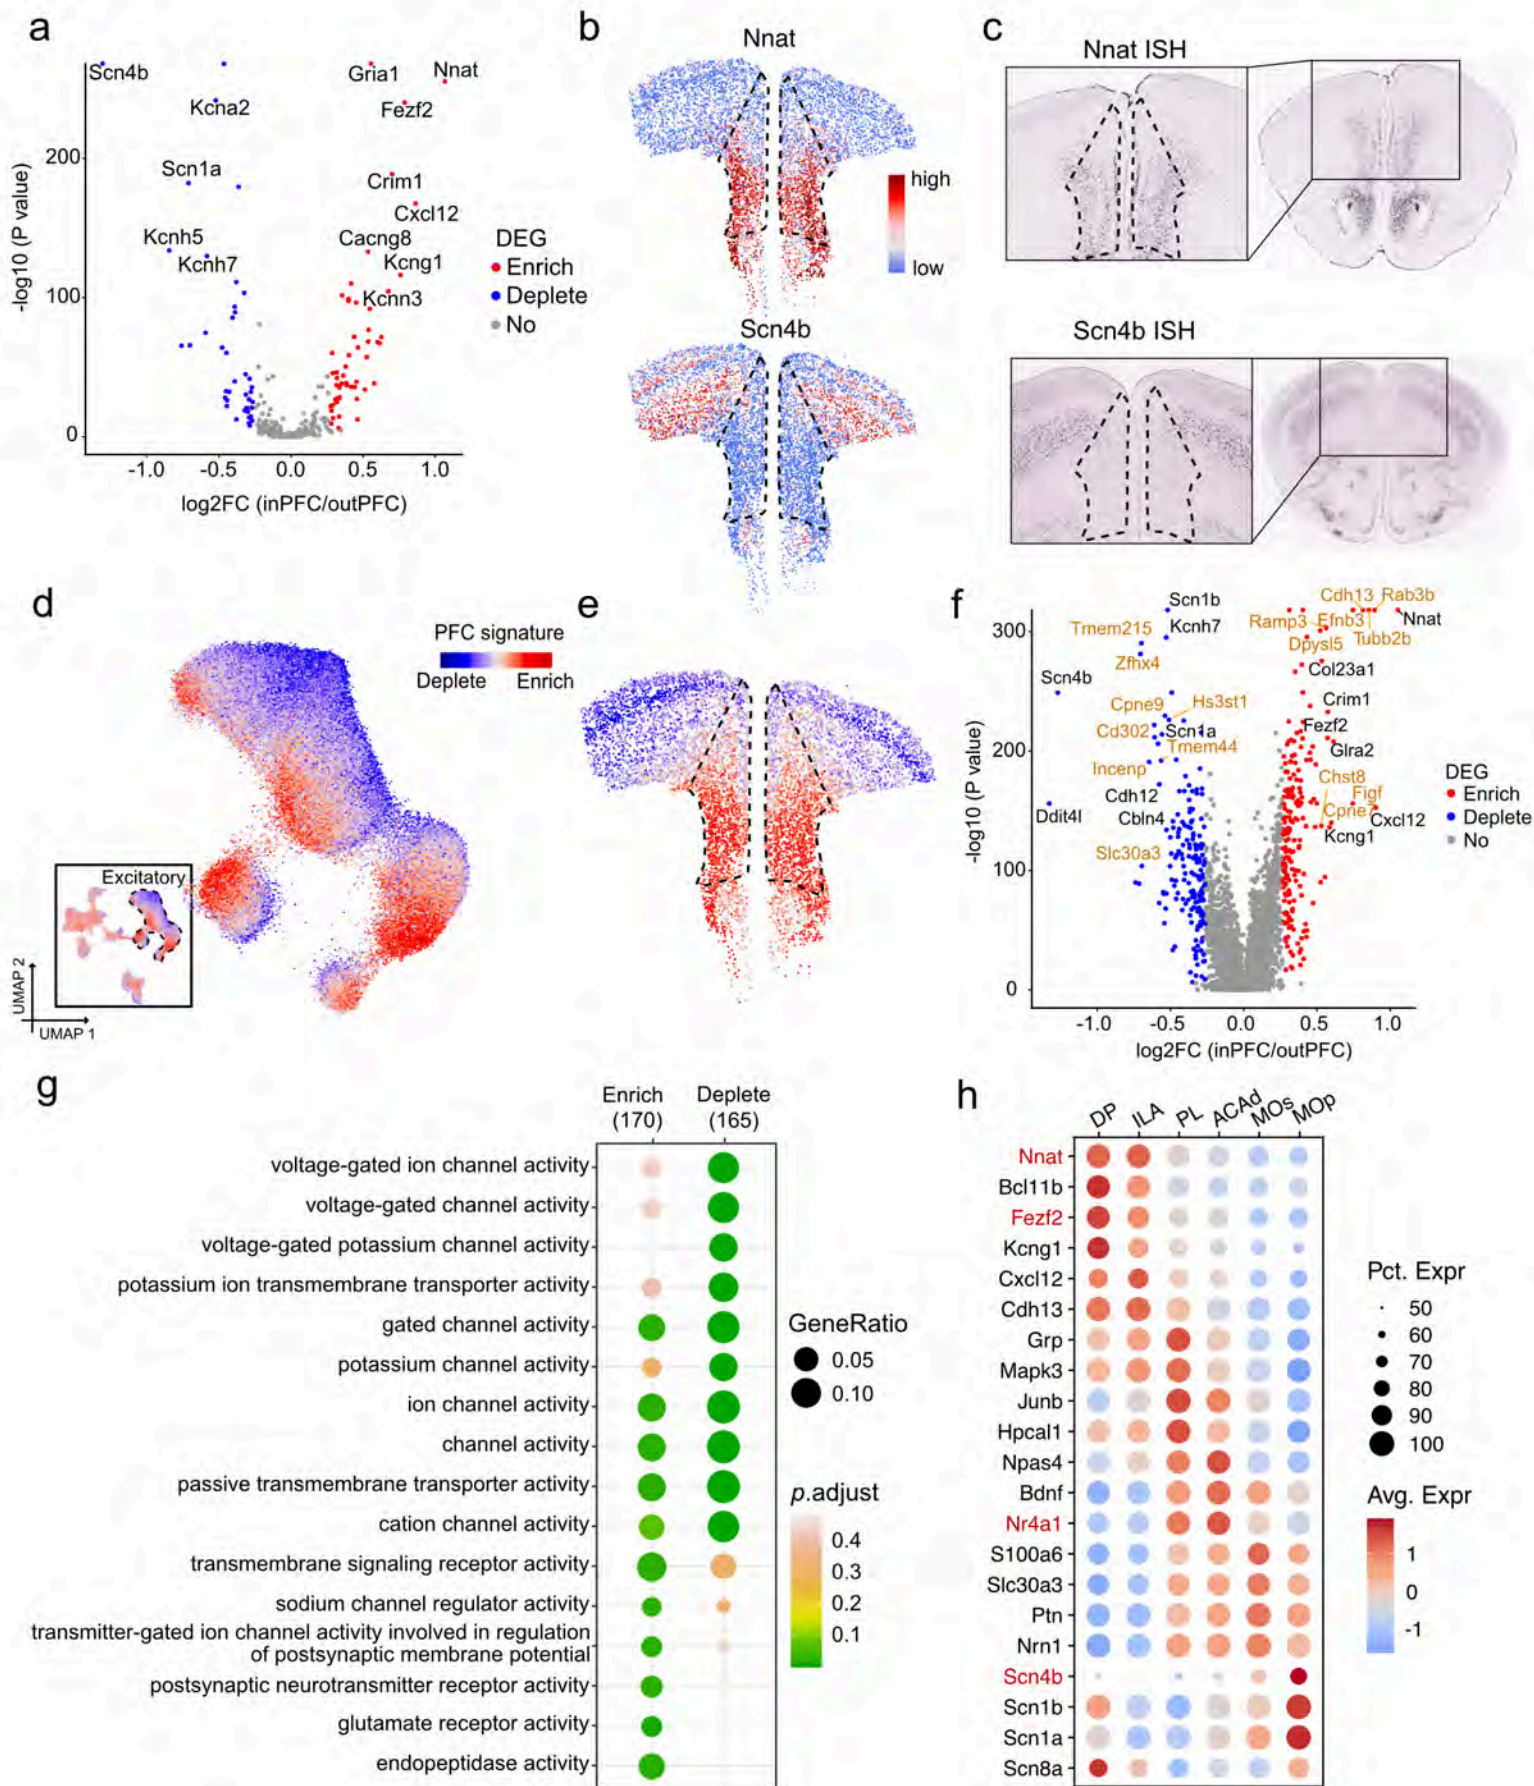 a
Scn4b
Gria1
Nnat
Kcna2
Fezf2
Scn1a
Crim1
Cxcl12
Kcnh5
Kcnh7
Cacng8
Kcng1
Kcnn3
200
100
0
-log10 (P value)
-1.0 -0.5 0.0 0.5 1.0
log2FC (inPFC/outPFC)
DEG
Enrich
Deplete
No
b
Nnat
high
low
Scn4b
c
Nnat ISH
Scn4b ISH
d
PFC signature
Deplete Enrich
Excitatory
UMAP 2
UMAP 1
e
f
Scn1b
Kcnh7
Tmem215
Zfhx4
Scn4b
Cpne9
Hs3st1
Cd302
Scn1a
Tmem44
Incenp
Cdh12
Ddit4l
Cbln4
Slc30a3
Cdh13
Rab3b
Ramp3
Efnb3
Nnat
Tubb2b
Dpysl5
Col23a1
Crim1
Fezf2
Glra2
Chst8
Figf
Cpne7
Cxcl12
Kcng1
300
200
100
0
-log10 (P value)
-1.0 -0.5 0.0 0.5 1.0
log2FC (inPFC/outPFC)
DEG
Enrich
Deplete
No
g
Enrich Deplete
(170) (165)
voltage-gated ion channel activity
voltage-gated channel activity
voltage-gated potassium channel activity
potassium ion transmembrane transporter activity
gated channel activity
potassium channel activity
ion channel activity
channel activity
passive transmembrane transporter activity
cation channel activity
transmembrane signaling receptor activity
sodium channel regulator activity
transmitter-gated ion channel activity involved in regulation
of postsynaptic membrane potential
postsynaptic neurotransmitter receptor activity
glutamate receptor activity
endopeptidase activity
GeneRatio
0.05
0.10
p.adjust
0.4
0.3
0.2
0.1
h
DP ILA PL ACAd MOs MOp
Nnat
Bcl11b
Fezf2
Kcng1
Cxcl12
Cdh13
Grp
Mapk3
Junb
Hpcal1
Npas4
Bdnf
Nr4a1
S100a6
Slc30a3
Ptn
Nrn1
Scn4b
Scn1b
Scn1a
Scn8a
Pct. Expr
50
60
70
80
90
100
Avg. Expr
1
0
-1